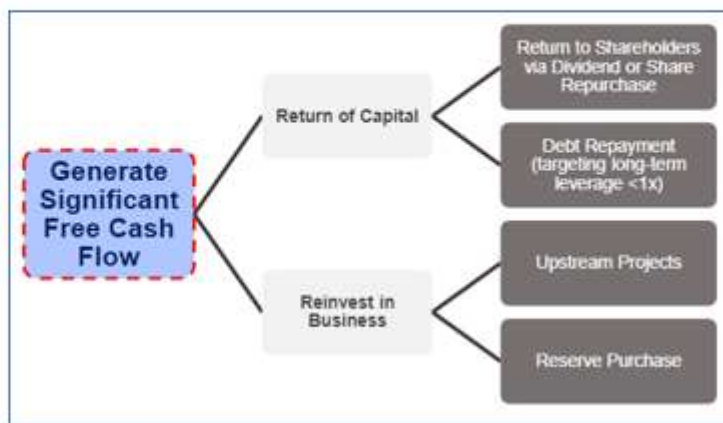 Generate
Significant
Free Cash
Flow
Return of Capital
Return to Shareholders
via Dividend or Share
Repurchase
Debt Repayment
(targeting long-term
leverage <1x)
Reinvest in
Business
Upstream Projects
Reserve Purchase